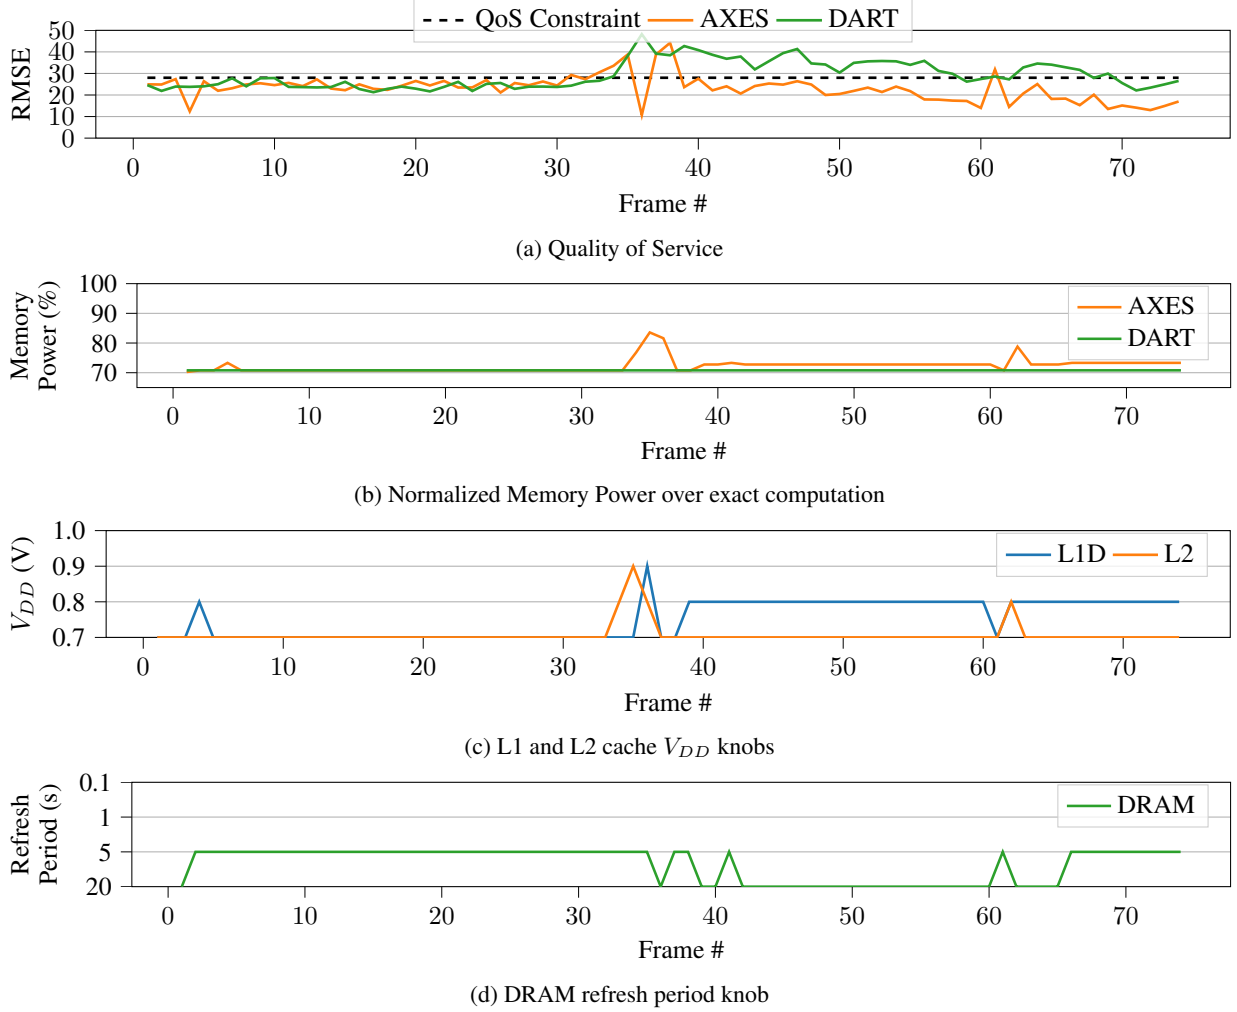 QoS Constraint AXES DART
50
40
30
20
10
0
RMSE
0 10 20 30 40 50 60 70
Frame #
(a) Quality of Service
100
90
80
70
Memory
Power (%)
AXES
DART
0 10 20 30 40 50 60 70
Frame #
(b) Normalized Memory Power over exact computation
1.0
0.9
0.8
0.7
V_{DD} (V)
L1D L2
0 10 20 30 40 50 60 70
Frame #
(c) L1 and L2 cache V_{DD} knobs
0.1
1
5
20
Refresh
Period (s)
DRAM
0 10 20 30 40 50 60 70
Frame #
(d) DRAM refresh period knob